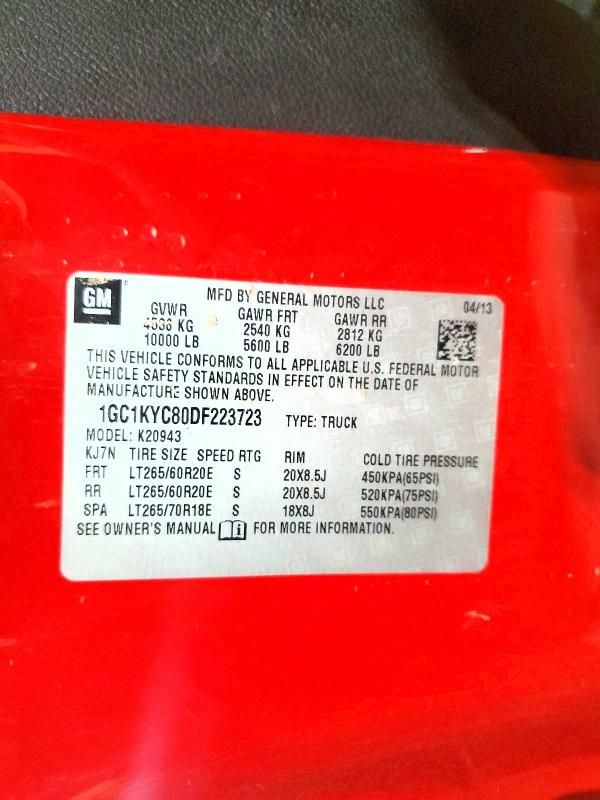 GM
MFD BY GENERAL MOTORS LLC 04/13
GVWR GAWR FRT GAWR RR
4536 KG 2540 KG 2812 KG
10000 LB 5600 LB 6200 LB
THIS VEHICLE CONFORMS TO ALL APPLICABLE U.S. FEDERAL MOTOR
VEHICLE SAFETY STANDARDS IN EFFECT ON THE DATE OF
MANUFACTURE SHOWN ABOVE.
1GC1KYC80DF223723 TYPE: TRUCK
MODEL: K20943
KJ7N TIRE SIZE SPEED RTG RIM COLD TIRE PRESSURE
FRT LT265/60R20E S 20X8.5J 450KPA(65PSI)
RR LT265/60R20E S 20X8.5J 520KPA(75PSI)
SPA LT265/70R18E S 18X8J 550KPA(80PSI)
SEE OWNER'S MANUAL i FOR MORE INFORMATION.